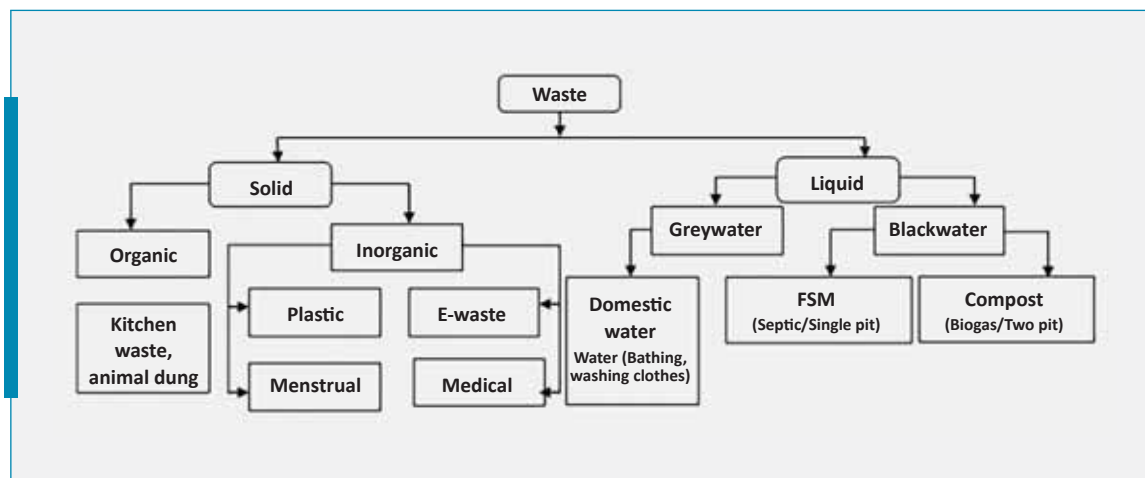 Waste
Solid
Liquid
Organic
Inorganic
Greywater
Blackwater
Kitchen
waste,
animal dung
Plastic
E-waste
Menstrual
Medical
Domestic
water
Water (Bathing,
washing clothes)
FSM
(Septic/Single pit)
Compost
(Biogas/Two pit)